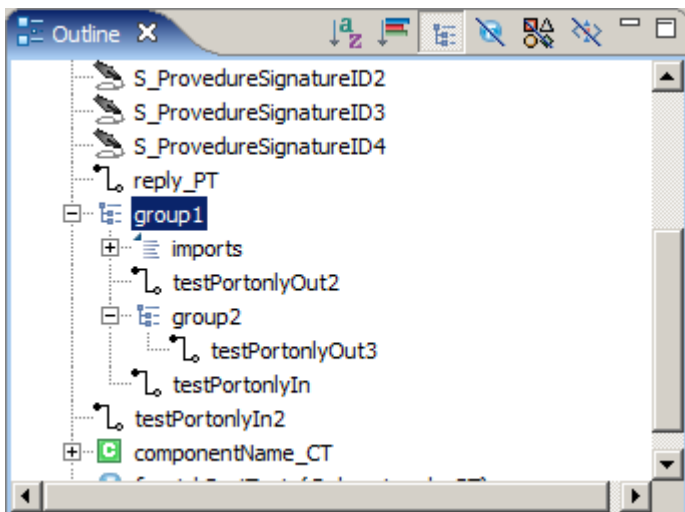 Outline
S_ProvedureSignatureID2
S_ProvedureSignatureID3
S_ProvedureSignatureID4
reply_PT
group1
imports
testPortonlyOut2
group2
testPortonlyOut3
testPortonlyIn
testPortonlyIn2
componentName_CT